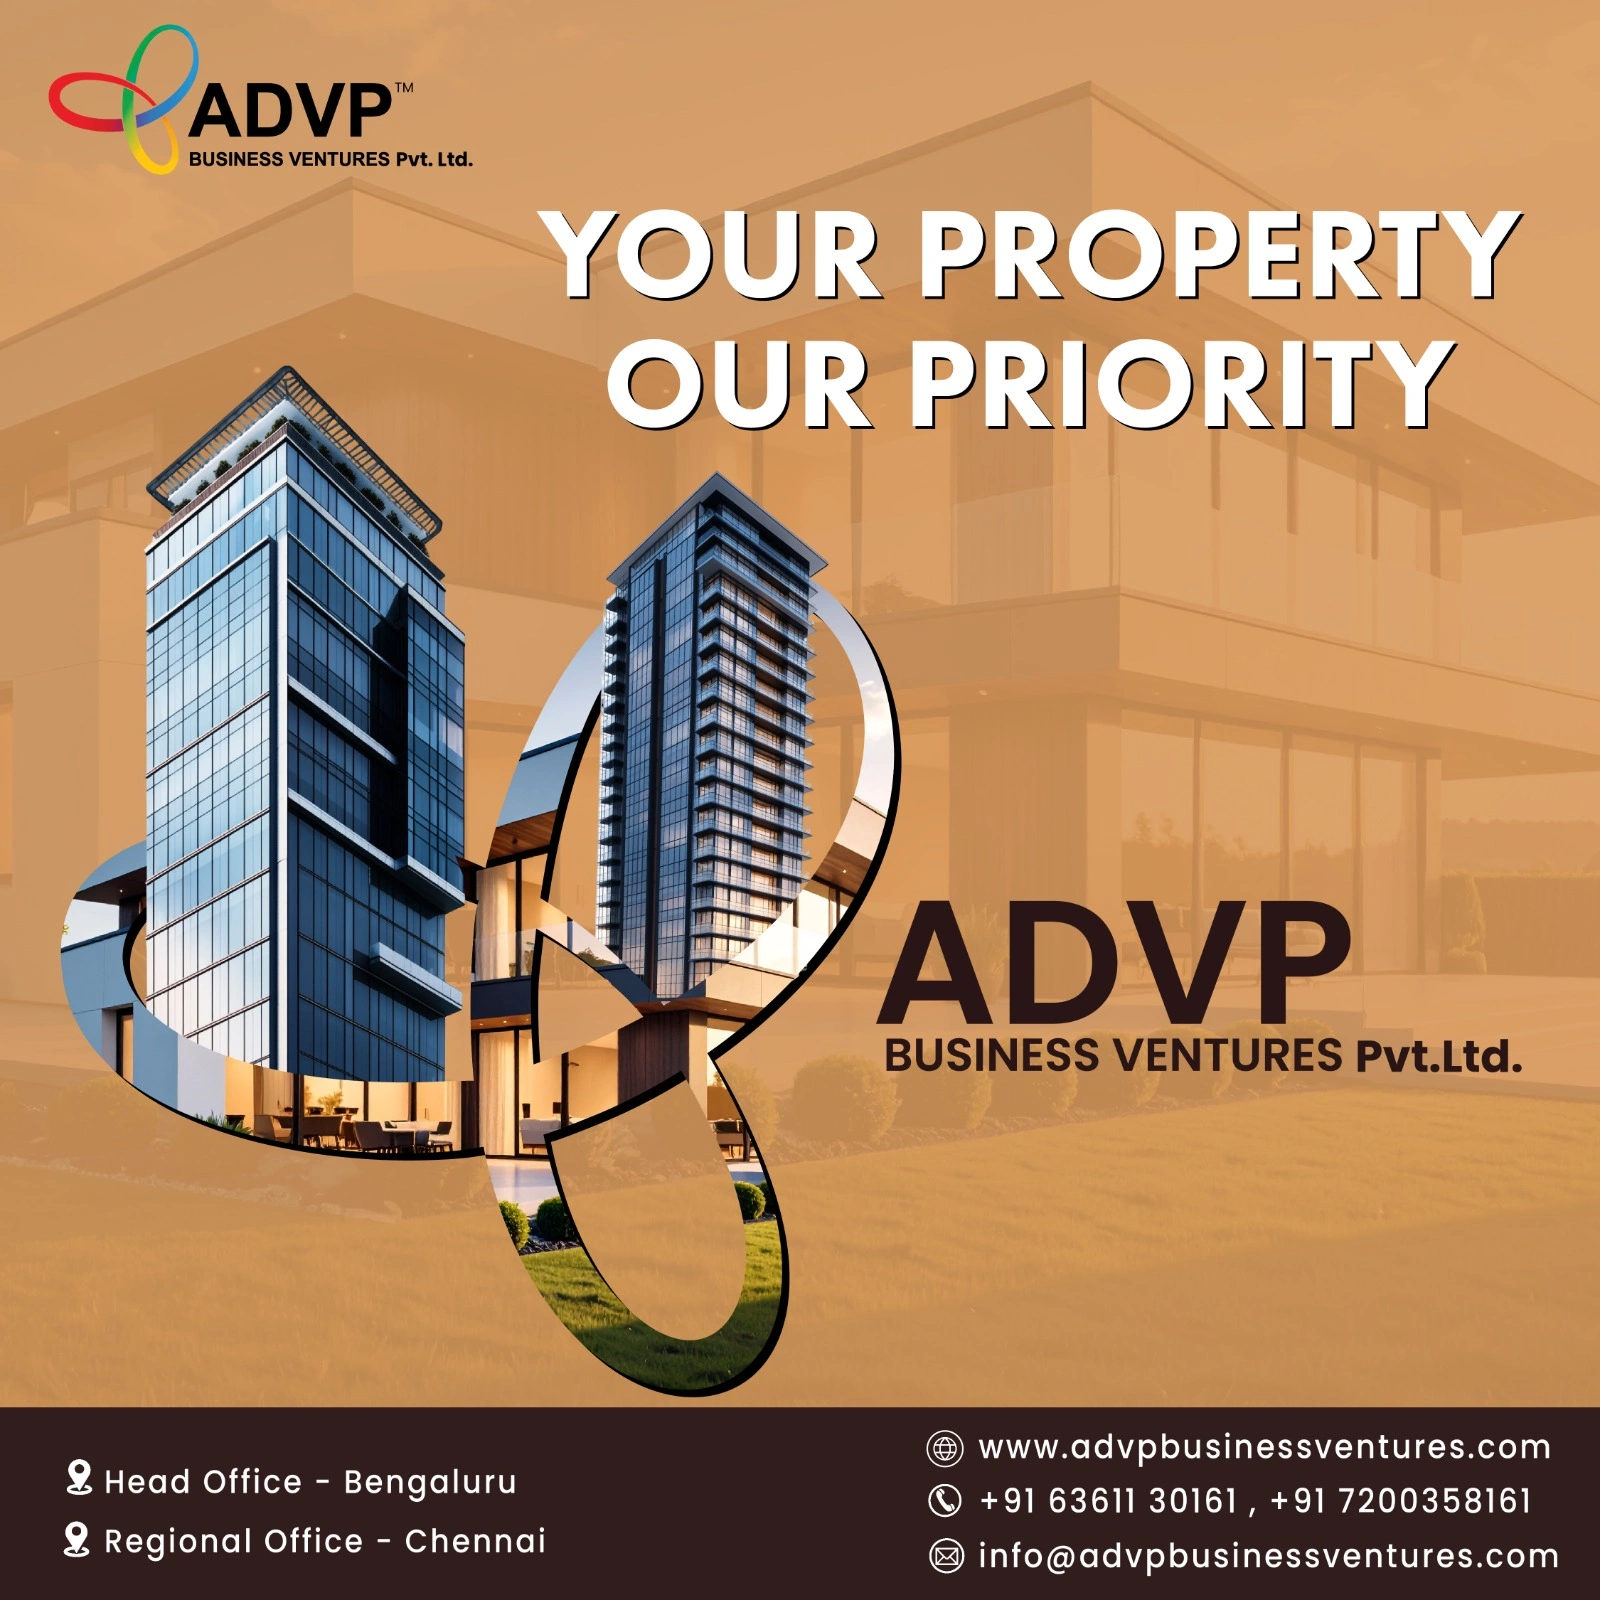 ADVP™
BUSINESS VENTURES Pvt. Ltd.
YOUR PROPERTY
OUR PRIORITY
ADVP
BUSINESS VENTURES Pvt.Ltd.
Head Office - Bengaluru
Regional Office - Chennai
www.advpbusinessventures.com
+91 63611 30161 , +91 7200358161
info@advpbusinessventures.com